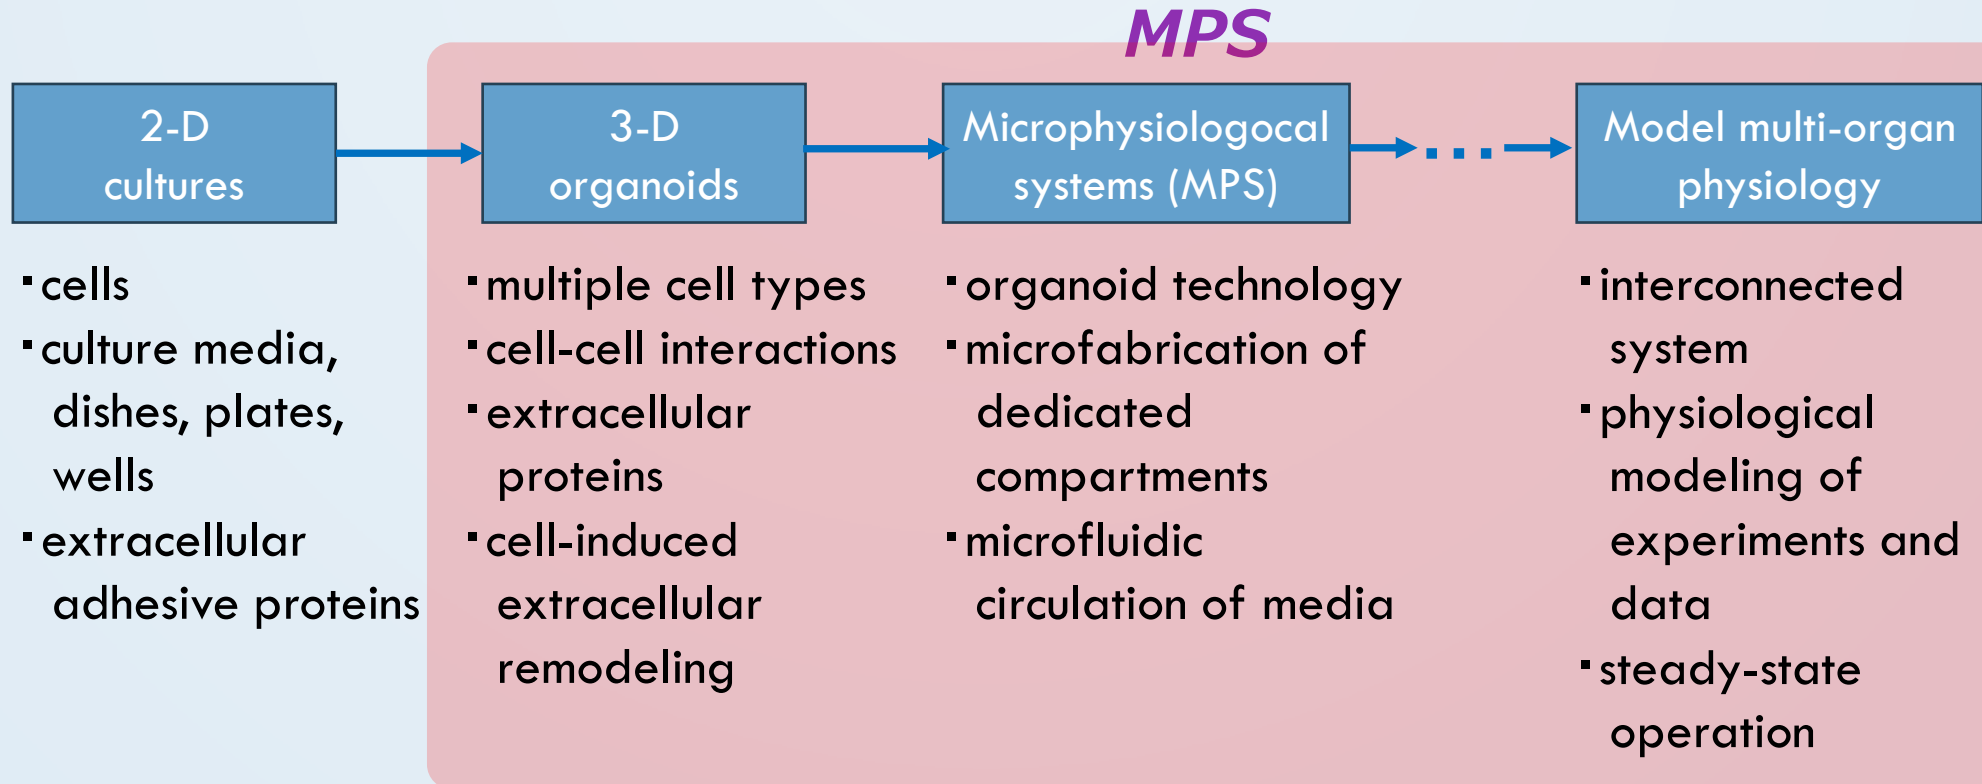 MPS
2-D
cultures
▪cells
▪culture media,
dishes, plates,
wells
▪extracellular
adhesive proteins
3-D
organoids
▪multiple cell types
▪cell-cell interactions
▪extracellular
proteins
▪cell-induced
extracellular
remodeling
Microphysiologocal
systems (MPS)
▪organoid technology
▪microfabrication of
dedicated
compartments
▪microfluidic
circulation of media
...
Model multi-organ
physiology
▪interconnected
system
▪physiological
modeling of
experiments and
data
▪steady-state
operation